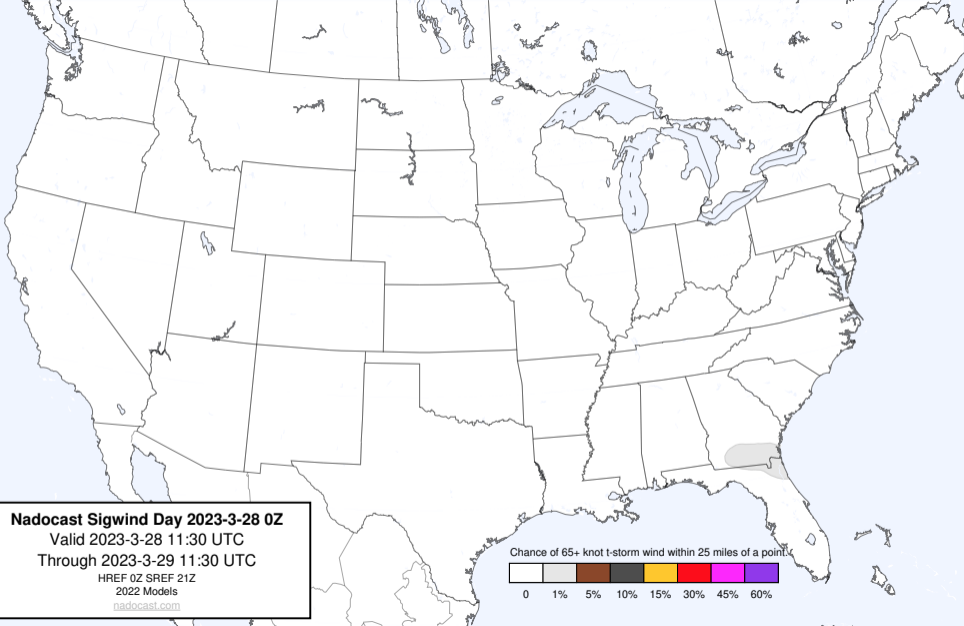 Nadocast Sigwind Day 2023-3-28 0Z
Valid 2023-3-28 11:30 UTC
Through 2023-3-29 11:30 UTC
HREF 0Z SREF 21Z
2022 Models
nadocast.com
Chance of 65+ knot t-storm wind within 25 miles of a point.
0 1% 5% 10% 15% 30% 45% 60%